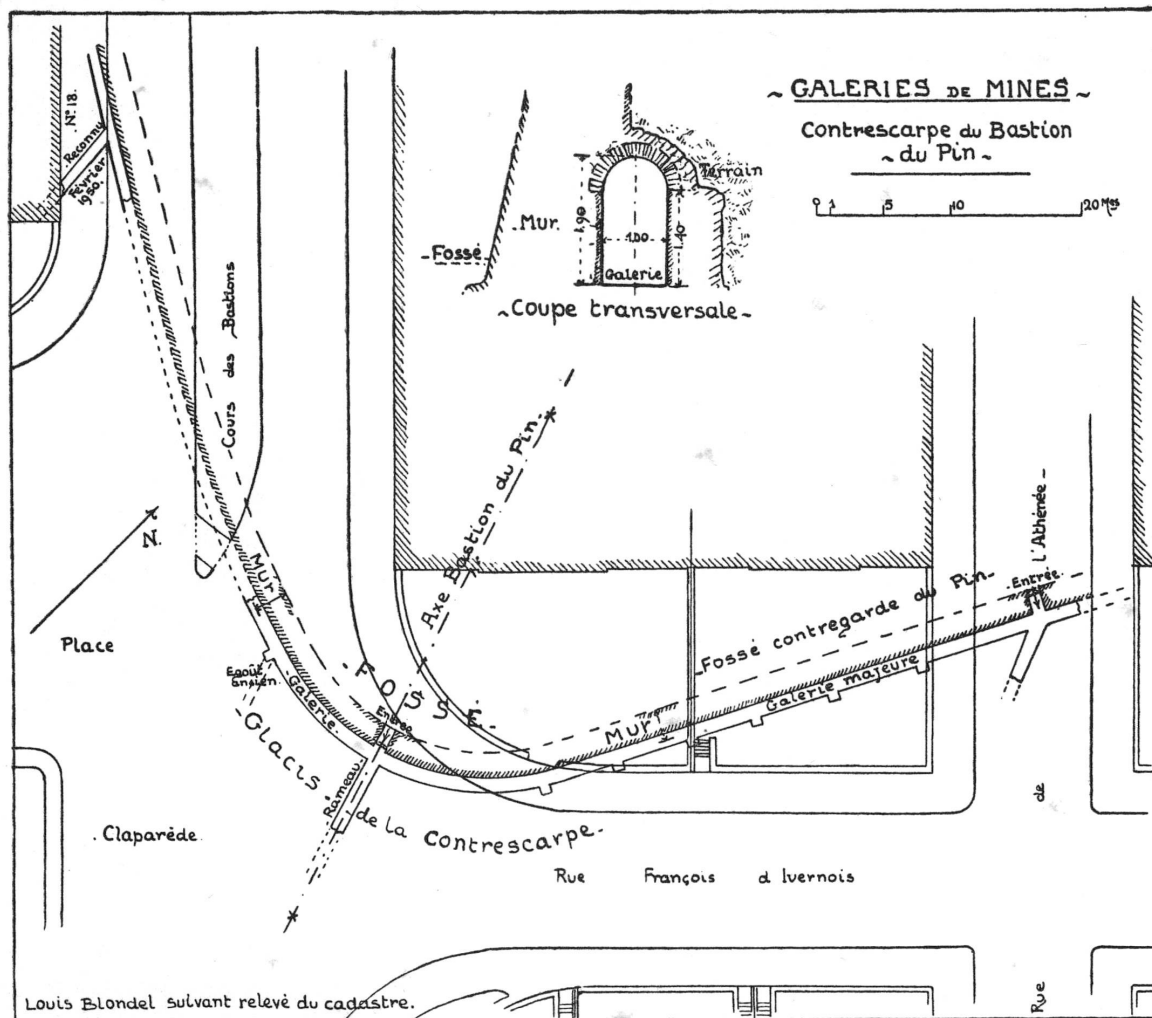 ~ GALERIES DE MINES ~
Contrescarpe du Bastion
~ du Pin ~
0 1 5 10 20 Mes
Terrain
Mur.
Fossé
1.90
1.00
1.40
Galerie
~ Coupe transversale ~
N° 18.
Reconnu
Février
1950.
Cours des Bastions
Axe Bastion du Pin.
N.
Place
Claparède.
Mur
Egoût
ancien.
Galerie.
FOSSÉ.
Entrée
Rameau.
Glacis de la Contrescarpe.
Mur
Fossé contregarde du Pin
Galerie majeure
Entrée
Rue de l'Athénée
Rue François d Ivernois
Louis Blondel suivant relevé du cadastre.